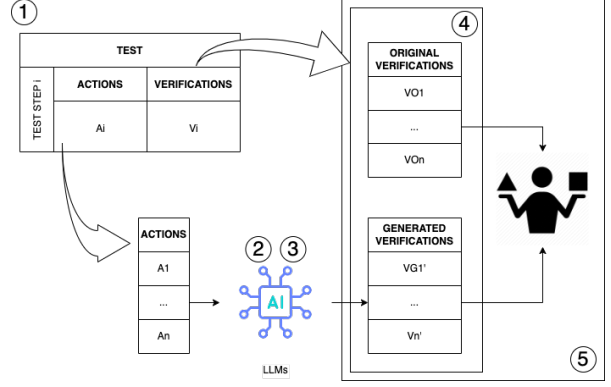 1
TEST
TEST STEP i
ACTIONS
VERIFICATIONS
Ai
Vi
4
ORIGINAL
VERIFICATIONS
VO1
...
VOn
ACTIONS
A1
...
An
2
3
AI
LLMs
GENERATED
VERIFICATIONS
VG1'
...
Vn'
5